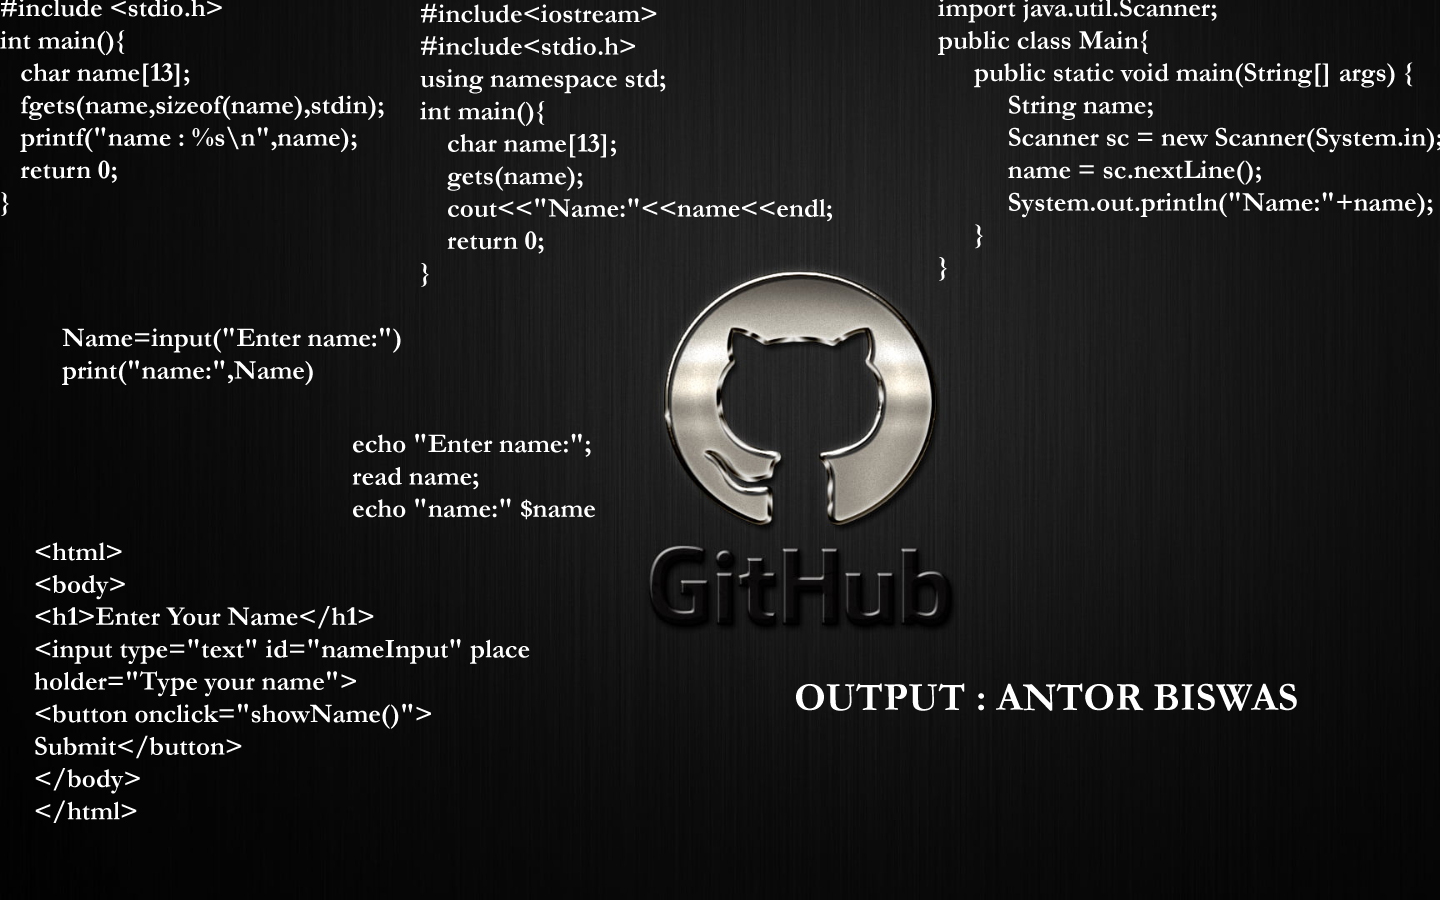 #include <stdio.h>
int main(){
char name[13];
fgets(name,sizeof(name),stdin);
printf("name : %s\n",name);
return 0;
}
#include<iostream>
#include<stdio.h>
using namespace std;
int main(){
char name[13];
gets(name);
cout<<"Name:"<<name<<endl;
return 0;
}
import java.util.Scanner;
public class Main{
public static void main(String[] args) {
String name;
Scanner sc = new Scanner(System.in);
name = sc.nextLine();
System.out.println("Name:"+name);
}
}
Name=input("Enter name:")
print("name:",Name)
echo "Enter name:";
read name;
echo "name:" $name
<html>
<body>
<h1>Enter Your Name</h1>
<input type="text" id="nameInput" place
holder="Type your name">
<button onclick="showName()">
Submit</button>
</body>
</html>
GitHub
OUTPUT : ANTOR BISWAS